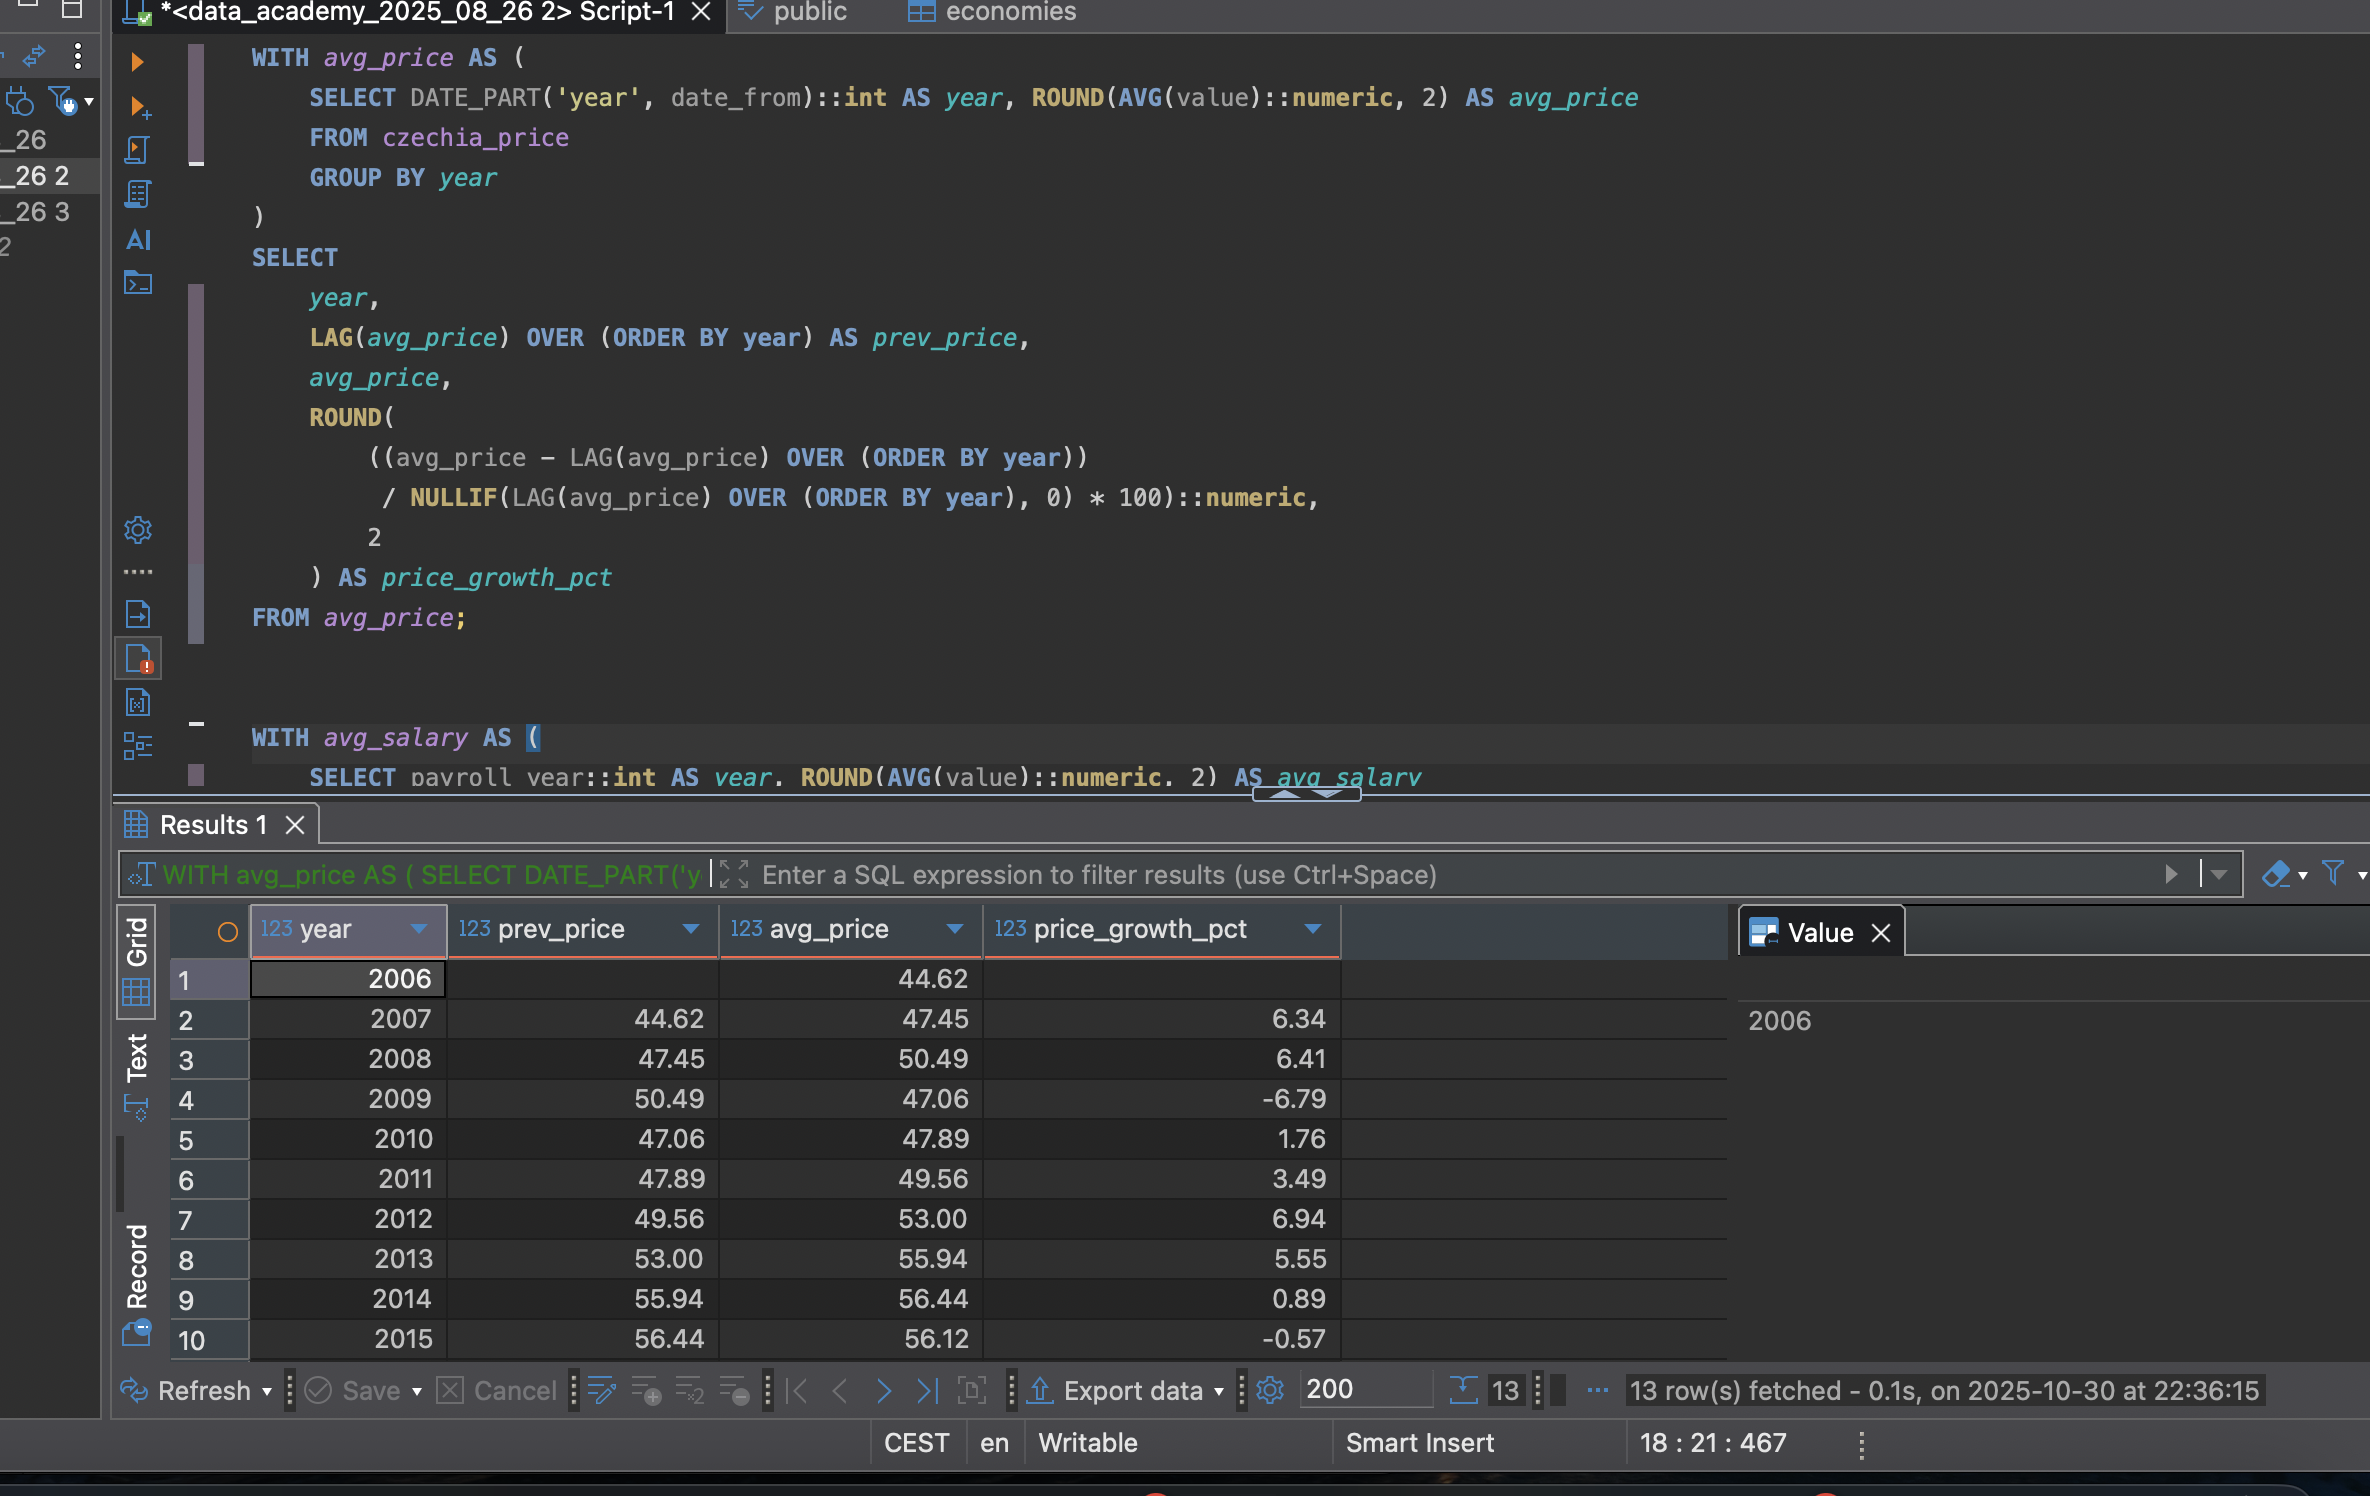 *<data_academy_2025_08_26 2> Script-1
public
economies
_26
_26 2
_26 3
2
WITH avg_price AS (
SELECT DATE_PART('year', date_from)::int AS year, ROUND(AVG(value)::numeric, 2) AS avg_price
FROM czechia_price
GROUP BY year
)
SELECT
year,
LAG(avg_price) OVER (ORDER BY year) AS prev_price,
avg_price,
ROUND(
((avg_price - LAG(avg_price) OVER (ORDER BY year))
/ NULLIF(LAG(avg_price) OVER (ORDER BY year), 0) * 100)::numeric,
2
) AS price_growth_pct
FROM avg_price;
WITH avg_salary AS (
SELECT payroll_year::int AS year, ROUND(AVG(value)::numeric, 2) AS avg_salary
AI
Results 1
WITH avg_price AS ( SELECT DATE_PART('y
Enter a SQL expression to filter results (use Ctrl+Space)
Grid
Text
Record
123 year 123 prev_price 123 avg_price 123 price_growth_pct
1 2006 44.62
2 2007 44.62 47.45 6.34
3 2008 47.45 50.49 6.41
4 2009 50.49 47.06 -6.79
5 2010 47.06 47.89 1.76
6 2011 47.89 49.56 3.49
7 2012 49.56 53.00 6.94
8 2013 53.00 55.94 5.55
9 2014 55.94 56.44 0.89
10 2015 56.44 56.12 -0.57
Value
2006
Refresh Save Cancel Export data 200 13 ... 13 row(s) fetched - 0.1s, on 2025-10-30 at 22:36:15
CEST en Writable Smart Insert 18 : 21 : 467